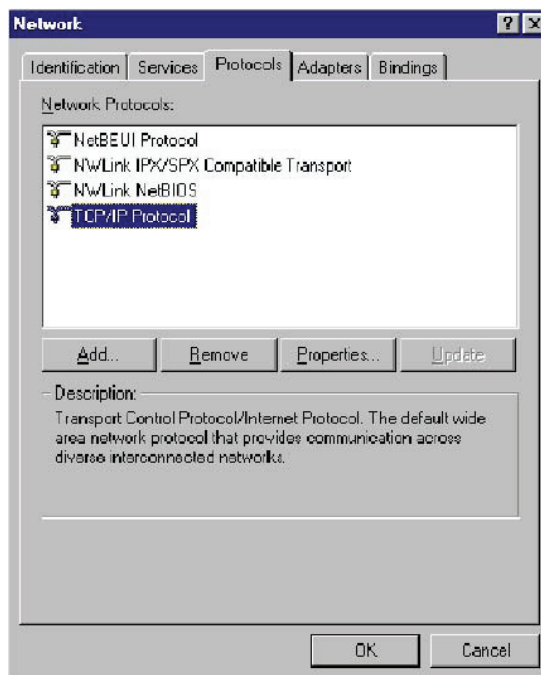 Network
Identification Services Protocols Adapters Bindings
Network Protocols:
NetBEUI Protocol
NWLink IPX/SPX Compatible Transport
NWLink NetBIOS
TCP/IP Protocol
Add... Remove Properties... Update
Description:
Transport Control Protocol/Internet Protocol. The default wide
area network protocol that provides communication across
diverse interconnected networks.
OK Cancel